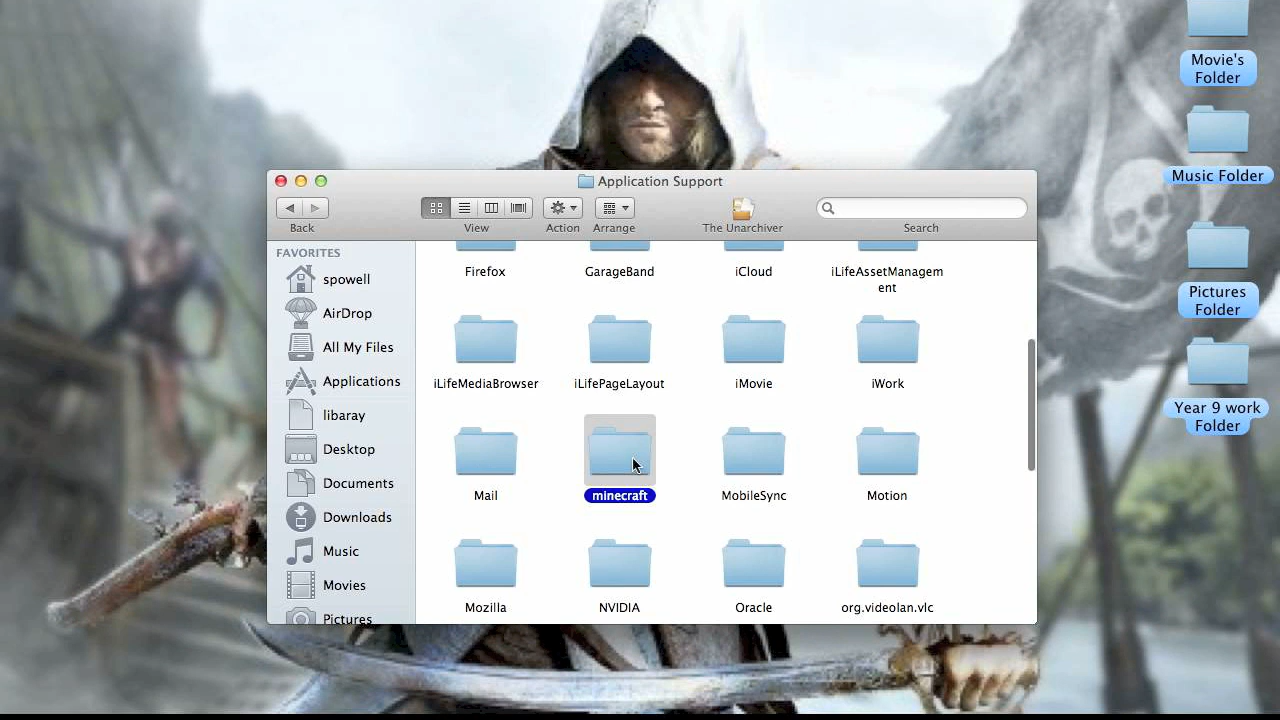 Movie's
Folder
Music Folder
Pictures
Folder
Year 9 work
Folder
Application Support
Back
View
Action
Arrange
The Unarchiver
Search
FAVORITES
spowell
AirDrop
All My Files
Applications
libaray
Desktop
Documents
Downloads
Music
Movies
Pictures
Firefox
GarageBand
iCloud
iLifeAssetManagem
ent
iLifeMediaBrowser
iLifePageLayout
iMovie
iWork
Mail
minecraft
MobileSync
Motion
Mozilla
NVIDIA
Oracle
org.videolan.vlc